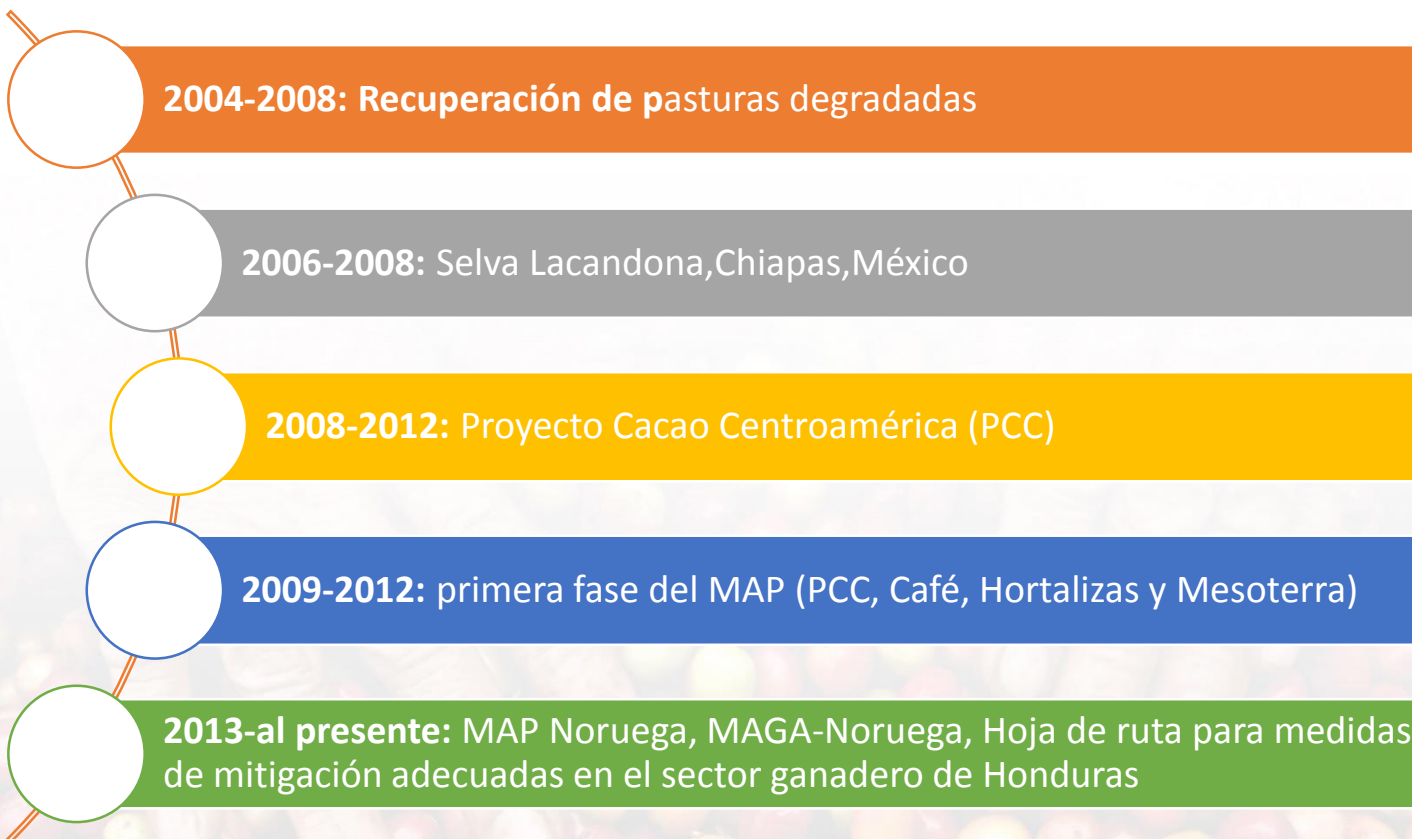 2004-2008: Recuperación de pasturas degradadas
2006-2008: Selva Lacandona,Chiapas,México
2008-2012: Proyecto Cacao Centroamérica (PCC)
2009-2012: primera fase del MAP (PCC, Café, Hortalizas y Mesoterra)
2013-al presente: MAP Noruega, MAGA-Noruega, Hoja de ruta para medidas
de mitigación adecuadas en el sector ganadero de Honduras